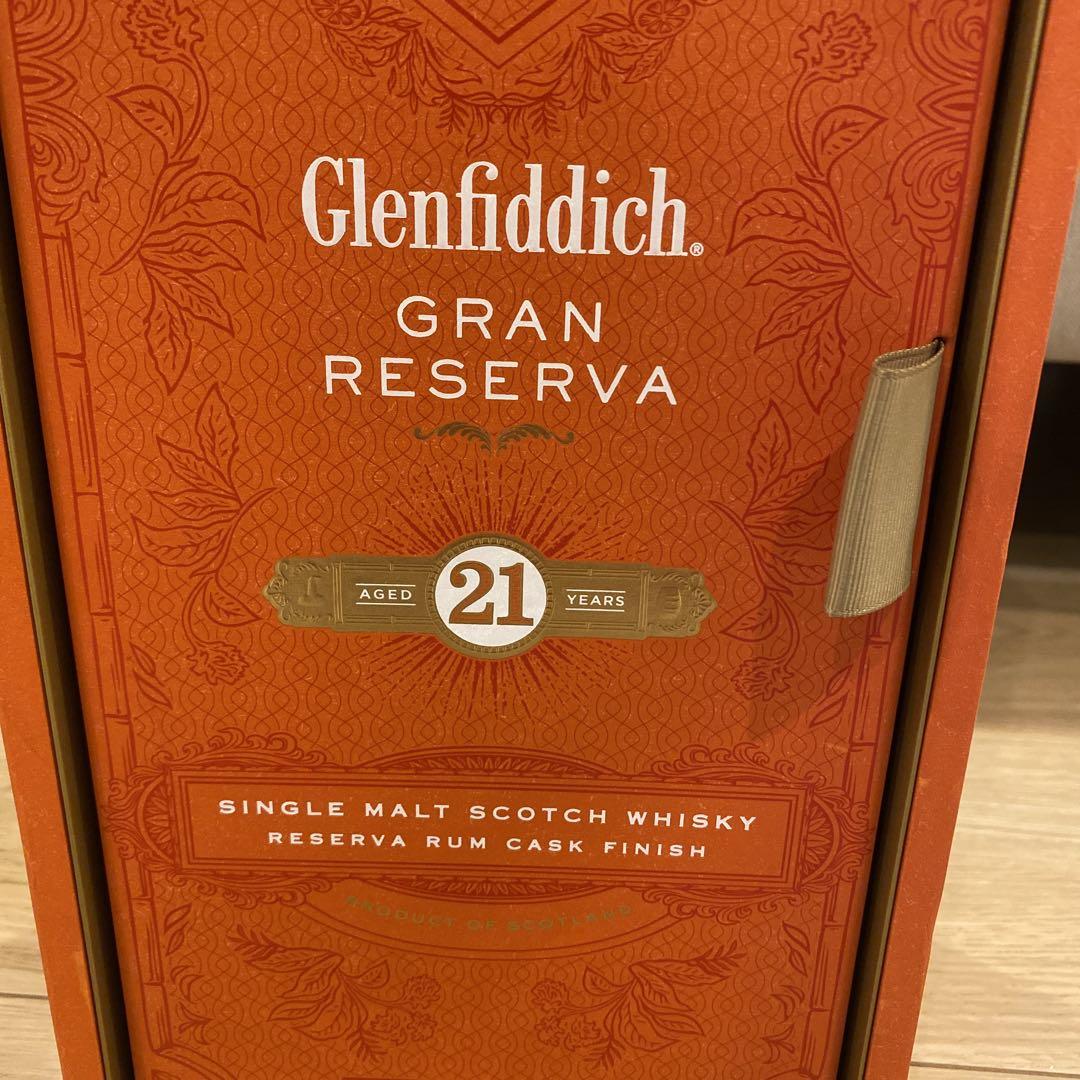 Glenfiddich®
GRAN
RESERVA
AGED 21 YEARS
SINGLE MALT SCOTCH WHISKY
RESERVA RUM CASK FINISH
PRODUCT OF SCOTLAND